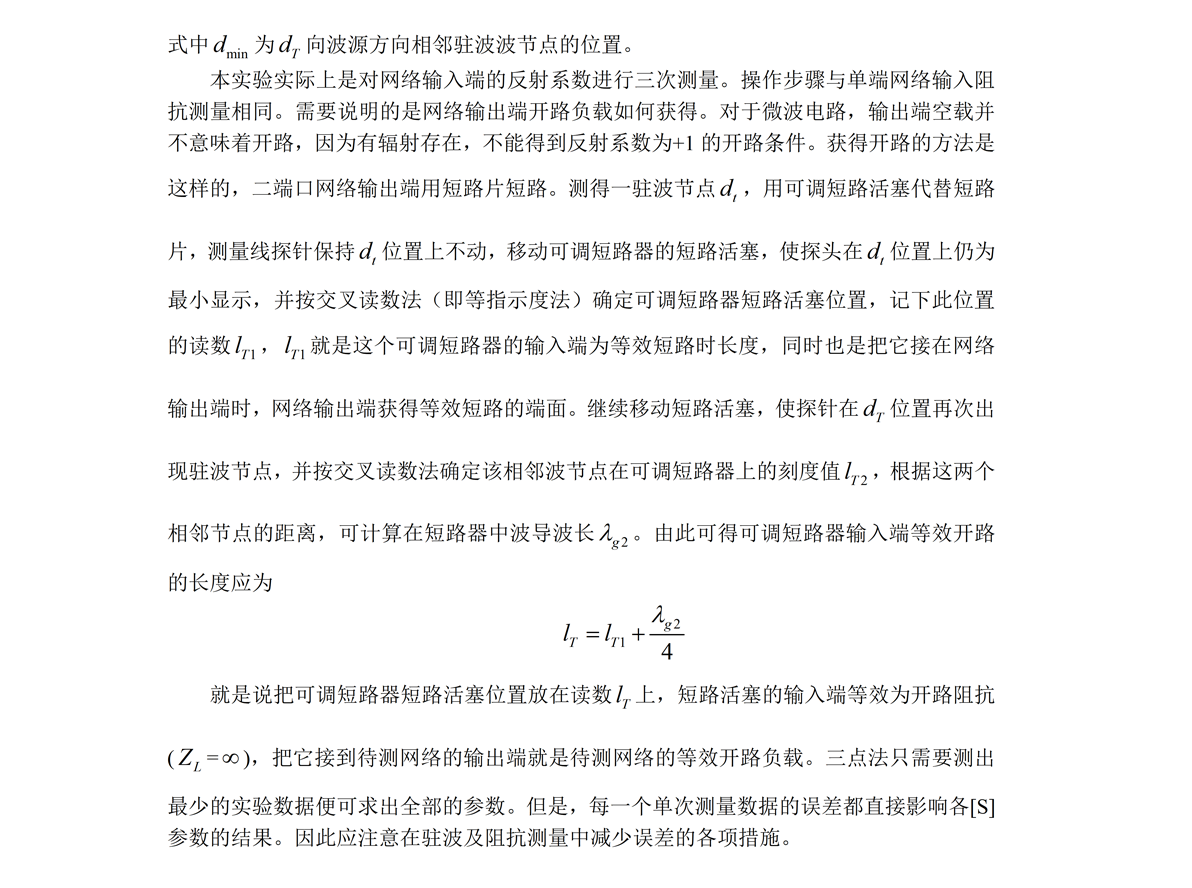 式中 d_min 为 d_T 向波源方向相邻驻波波节点的位置。
本实验实际上是对网络输入端的反射系数进行三次测量。操作步骤与单端网络输入阻
抗测量相同。需要说明的是网络输出端开路负载如何获得。对于微波电路，输出端空载并
不意味着开路，因为有辐射存在，不能得到反射系数为+1 的开路条件。获得开路的方法是
这样的，二端口网络输出端用短路片短路。测得一驻波节点 d_t，用可调短路活塞代替短路
片，测量线探针保持 d_t 位置上不动，移动可调短路器的短路活塞，使探头在 d_t 位置上仍为
最小显示，并按交叉读数法（即等指示度法）确定可调短路器短路活塞位置，记下此位置
的读数 l_T1，l_T1 就是这个可调短路器的输入端为等效短路时长度，同时也是把它接在网络
输出端时，网络输出端获得等效短路的端面。继续移动短路活塞，使探针在 d_T 位置再次出
现驻波节点，并按交叉读数法确定该相邻波节点在可调短路器上的刻度值 l_T2，根据这两个
相邻节点的距离，可计算在短路器中波导波长 λ_g2。由此可得可调短路器输入端等效开路
的长度应为
l_T = l_T1 + λ_g2 / 4
就是说把可调短路器短路活塞位置放在读数 l_T 上，短路活塞的输入端等效为开路阻抗
(Z_L=∞)，把它接到待测网络的输出端就是待测网络的等效开路负载。三点法只需要测出
最少的实验数据便可求出全部的参数。但是，每一个单次测量数据的误差都直接影响各[S]
参数的结果。因此应注意在驻波及阻抗测量中减少误差的各项措施。